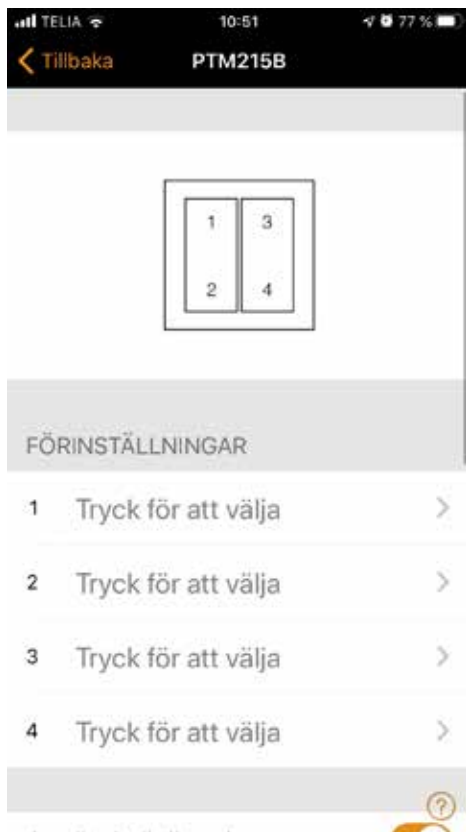 TELIA 10:51 77 %
Tillbaka PTM215B
1 3
2 4
FÖRINSTÄLLNINGAR
1 Tryck för att välja
2 Tryck för att välja
3 Tryck för att välja
4 Tryck för att välja
?